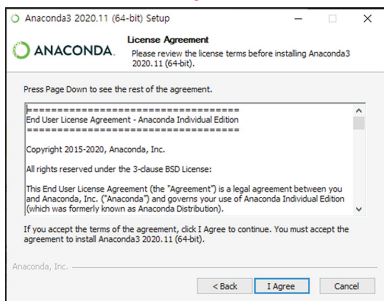 Anaconda3 2020.11 (64-bit) Setup
ANACONDA.
License Agreement
Please review the license terms before installing Anaconda3
2020.11 (64-bit).
Press Page Down to see the rest of the agreement.
===================================
End User License Agreement - Anaconda Individual Edition
===================================
Copyright 2015-2020, Anaconda, Inc.
All rights reserved under the 3-clause BSD License:
This End User License Agreement (the "Agreement") is a legal agreement between you
and Anaconda, Inc. ("Anaconda") and governs your use of Anaconda Individual Edition
(which was formerly known as Anaconda Distribution).
If you accept the terms of the agreement, click I Agree to continue. You must accept the
agreement to install Anaconda3 2020.11 (64-bit).
Anaconda, Inc.
< Back
I Agree
Cancel